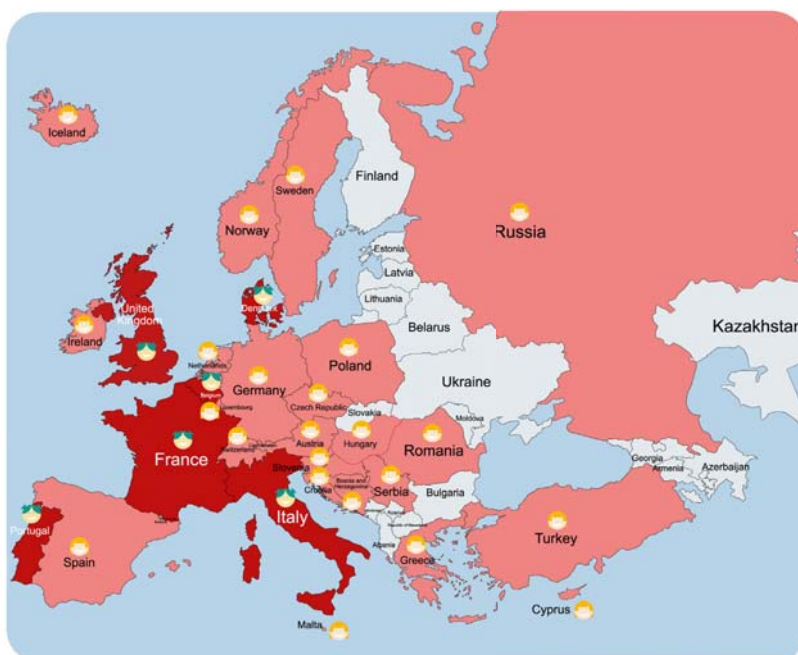 Iceland
Finland
Sweden
Norway
Russia
Estonia
Latvia
Lithuania
Denmark
United
Kingdom
Ireland
Belarus
Kazakhstan
Netherlands
Poland
Germany
Belgium
Ukraine
Luxembourg
Czech Republic
Slovakia
Moldova
France
Switzerland
Liechtenstein
Austria
Hungary
Romania
Slovenia
Croatia
Bosnia and
Herzegovina
Serbia
Georgia
Armenia
Azerbaijan
Italy
Bulgaria
Portugal
Spain
Albania
Greece
Turkey
Cyprus
Malta